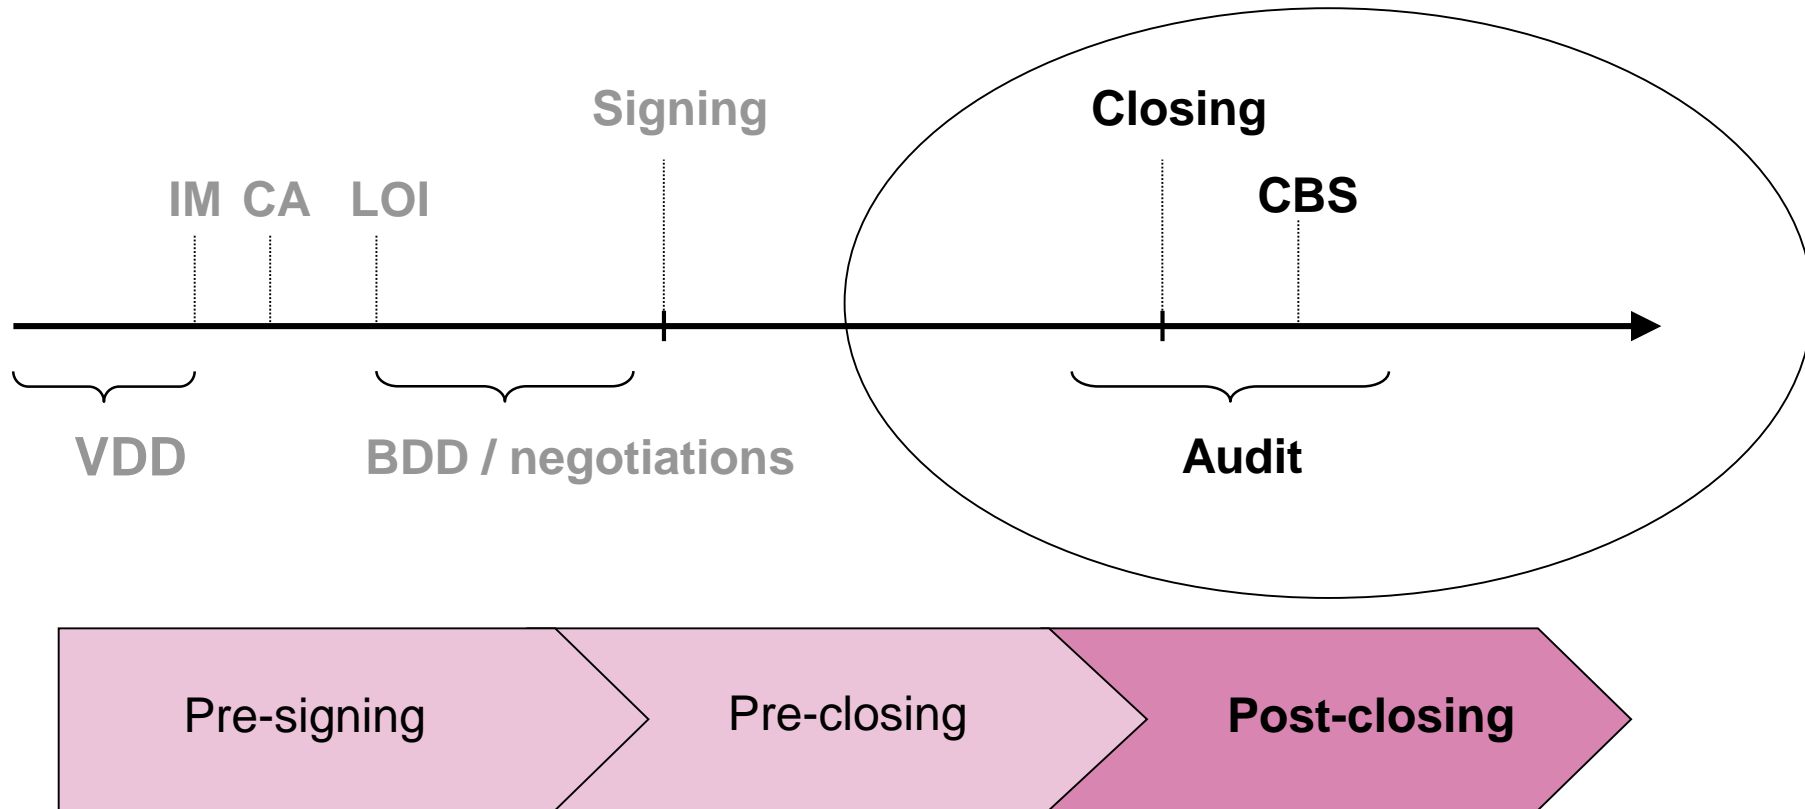 Signing
Closing
IM CA LOI
CBS
VDD
BDD / negotiations
Audit
Pre-signing
Pre-closing
Post-closing